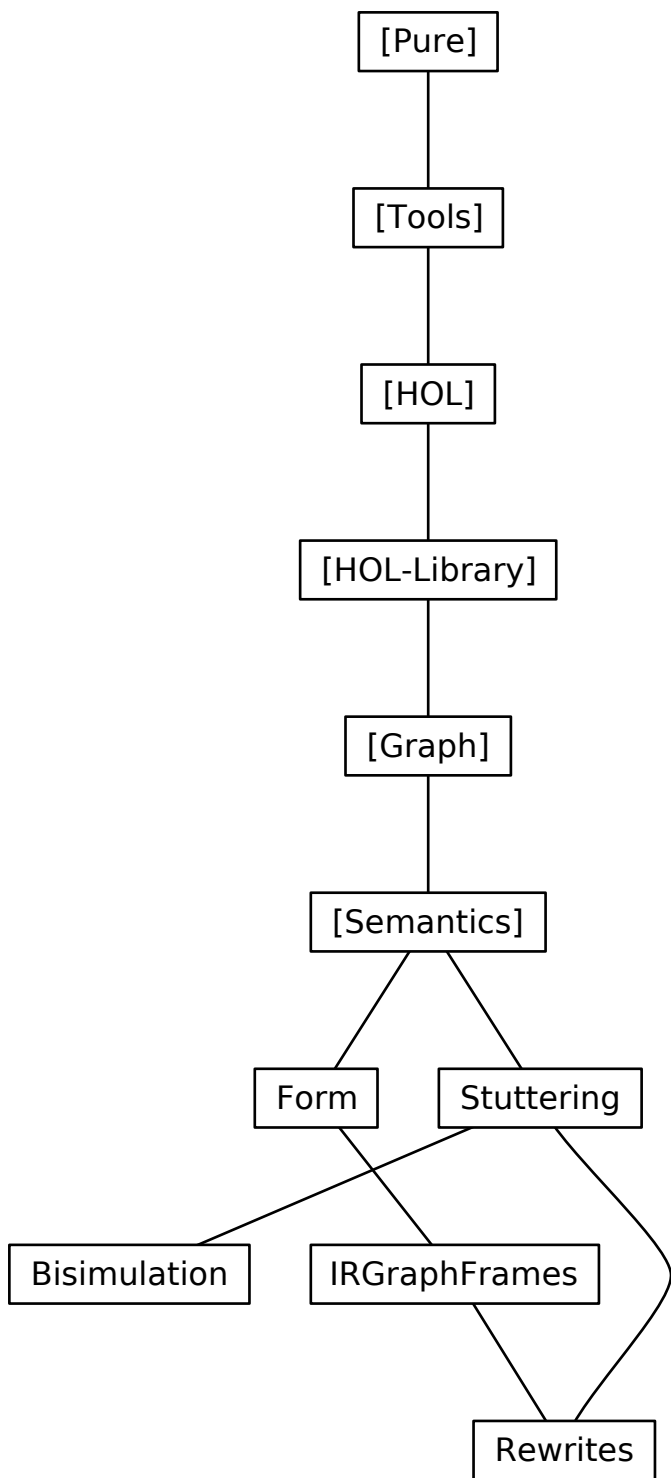 [Pure]
[Tools]
[HOL]
[HOL-Library]
[Graph]
[Semantics]
Form
Stuttering
Bisimulation
IRGraphFrames
Rewrites